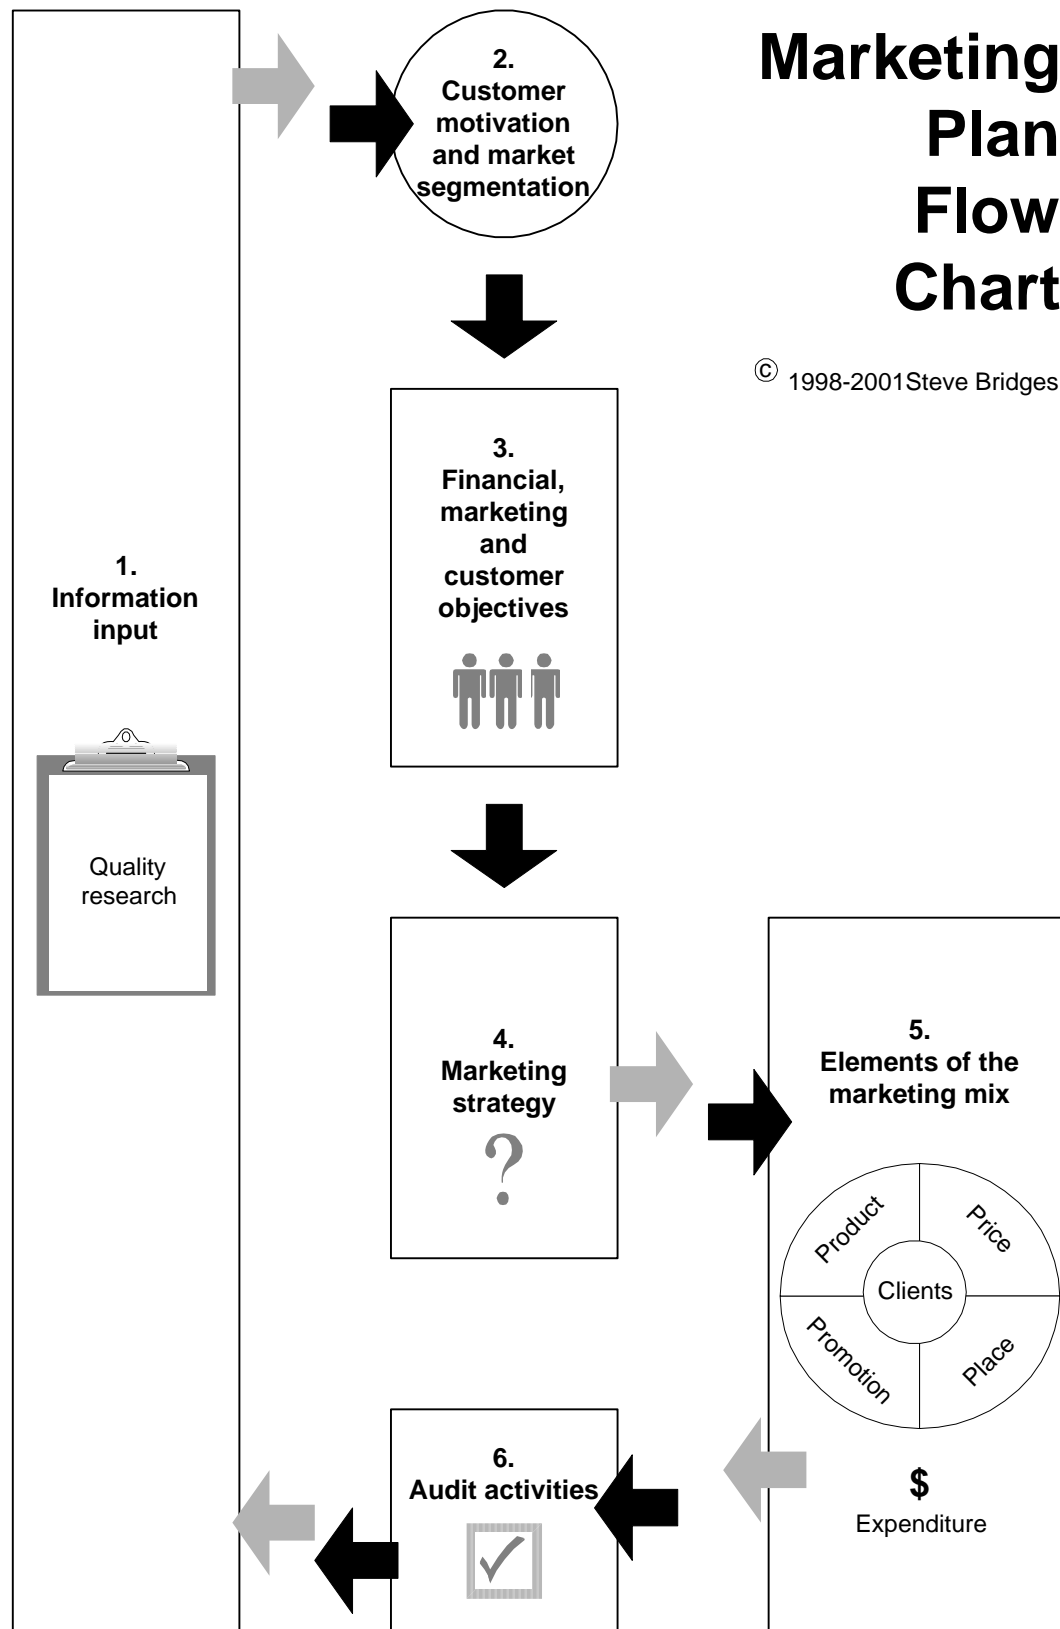 Marketing
Plan
Flow
Chart
© 1998-2001Steve Bridges
1.
Information
input
Quality
research
2.
Customer
motivation
and market
segmentation
3.
Financial,
marketing
and
customer
objectives
4.
Marketing
strategy
?
5.
Elements of the
marketing mix
Product
Price
Clients
Promotion
Place
$
Expenditure
6.
Audit activities